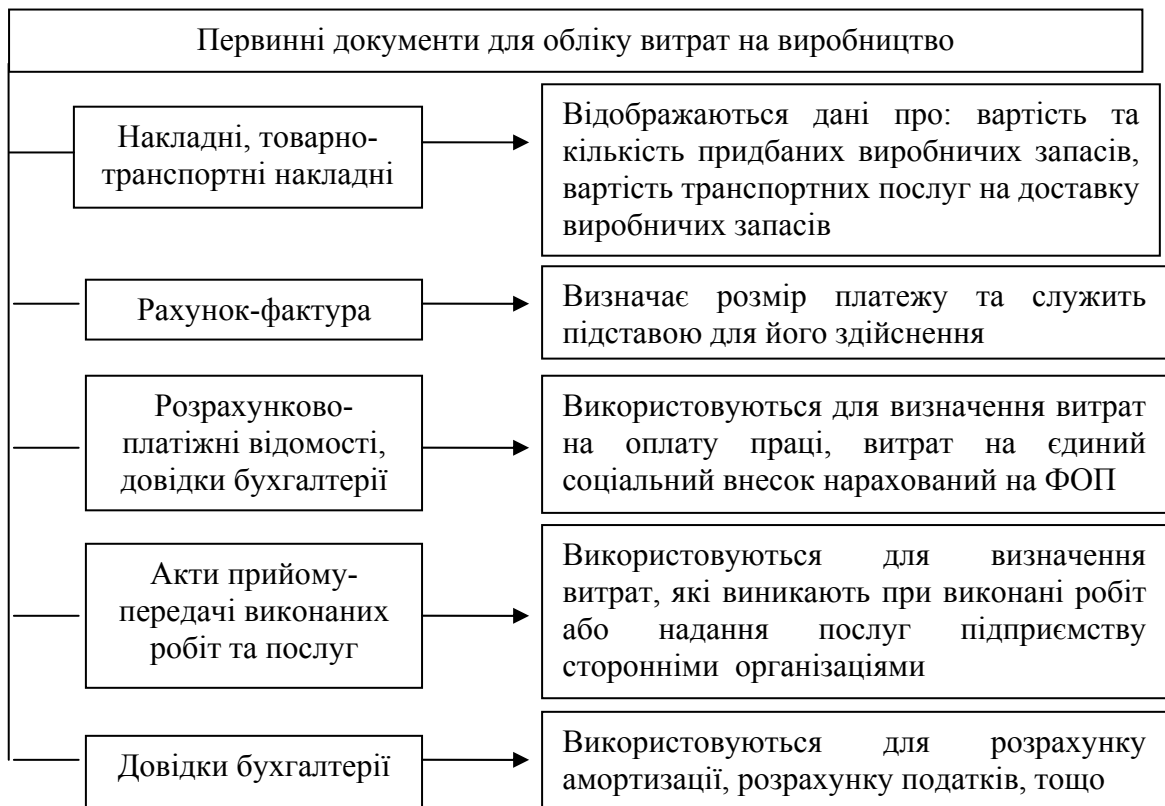 Первинні документи для обліку витрат на виробництво
Накладні, товарно-
транспортні накладні
Відображаються дані про: вартість та
кількість придбаних виробничих запасів,
вартість транспортних послуг на доставку
виробничих запасів
Рахунок-фактура
Визначає розмір платежу та служить
підставою для його здійснення
Розрахунково-
платіжні відомості,
довідки бухгалтерії
Використовуються для визначення витрат
на оплату праці, витрат на єдиний
соціальний внесок нарахований на ФОП
Акти прийому-
передачі виконаних
робіт та послуг
Використовуються для визначення
витрат, які виникають при виконані робіт
або надання послуг підприємству
сторонніми організаціями
Довідки бухгалтерії
Використовуються для розрахунку
амортизації, розрахунку податків, тощо